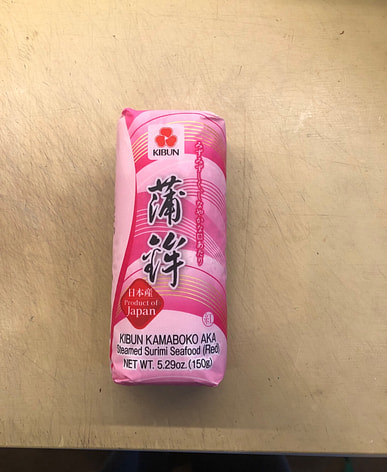 KIBUN
蒲鉾
日本産
Product of
Japan
KIBUN KAMABOKO AKA
Steamed Surimi Seafood (Red)
NET WT. 5.29oz. (150g)